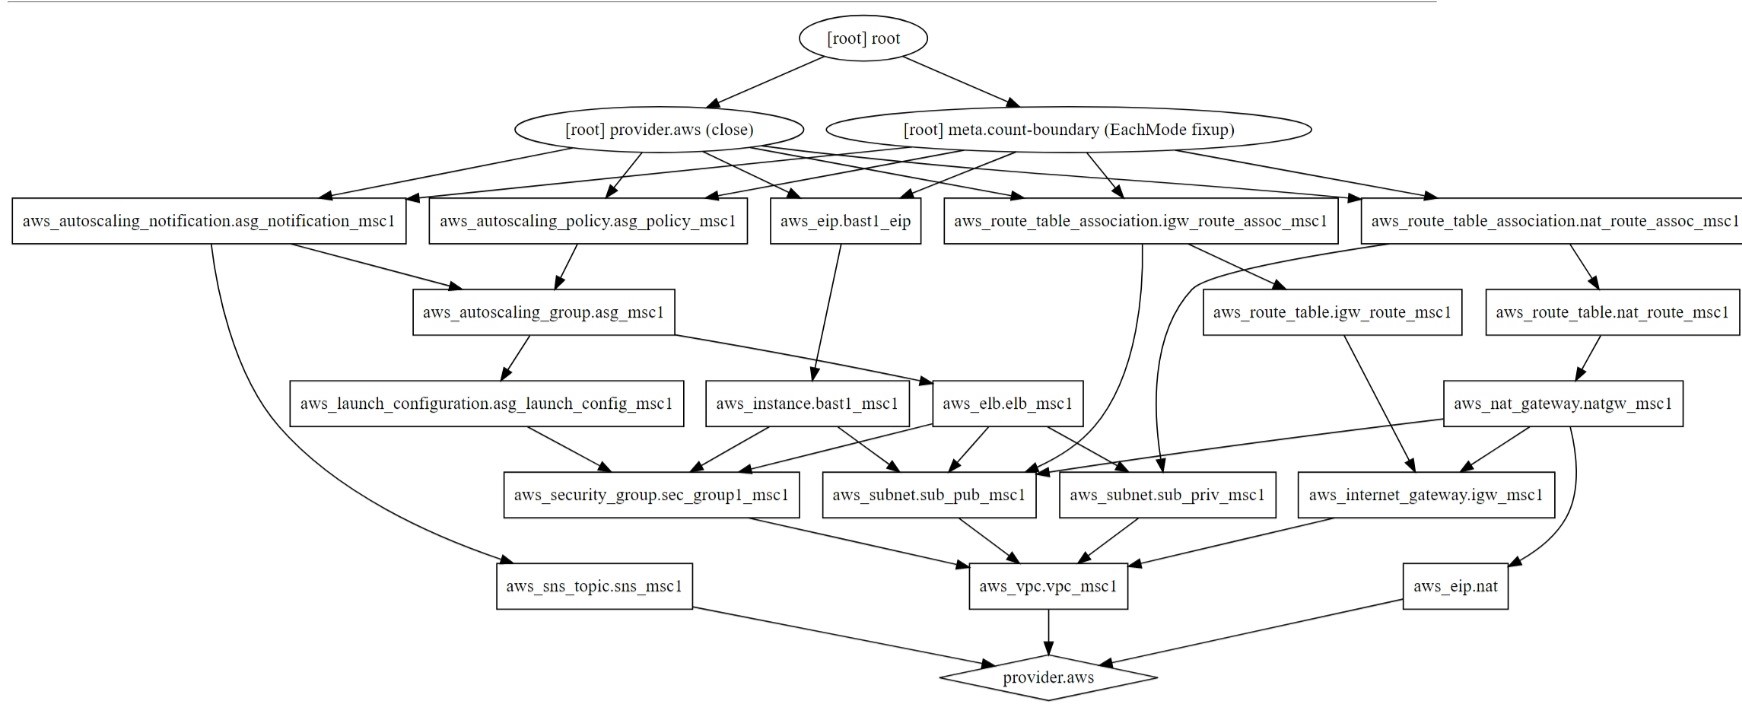 [root] root
[root] provider.aws (close)
[root] meta.count-boundary (EachMode fixup)
aws_autoscaling_notification.asg_notification_msc1
aws_autoscaling_policy.asg_policy_msc1
aws_eip.bast1_eip
aws_route_table_association.igw_route_assoc_msc1
aws_route_table_association.nat_route_assoc_msc1
aws_autoscaling_group.asg_msc1
aws_route_table.igw_route_msc1
aws_route_table.nat_route_msc1
aws_launch_configuration.asg_launch_config_msc1
aws_instance.bast1_msc1
aws_elb.elb_msc1
aws_nat_gateway.natgw_msc1
aws_security_group.sec_group1_msc1
aws_subnet.sub_pub_msc1
aws_subnet.sub_priv_msc1
aws_internet_gateway.igw_msc1
aws_sns_topic.sns_msc1
aws_vpc.vpc_msc1
aws_eip.nat
provider.aws